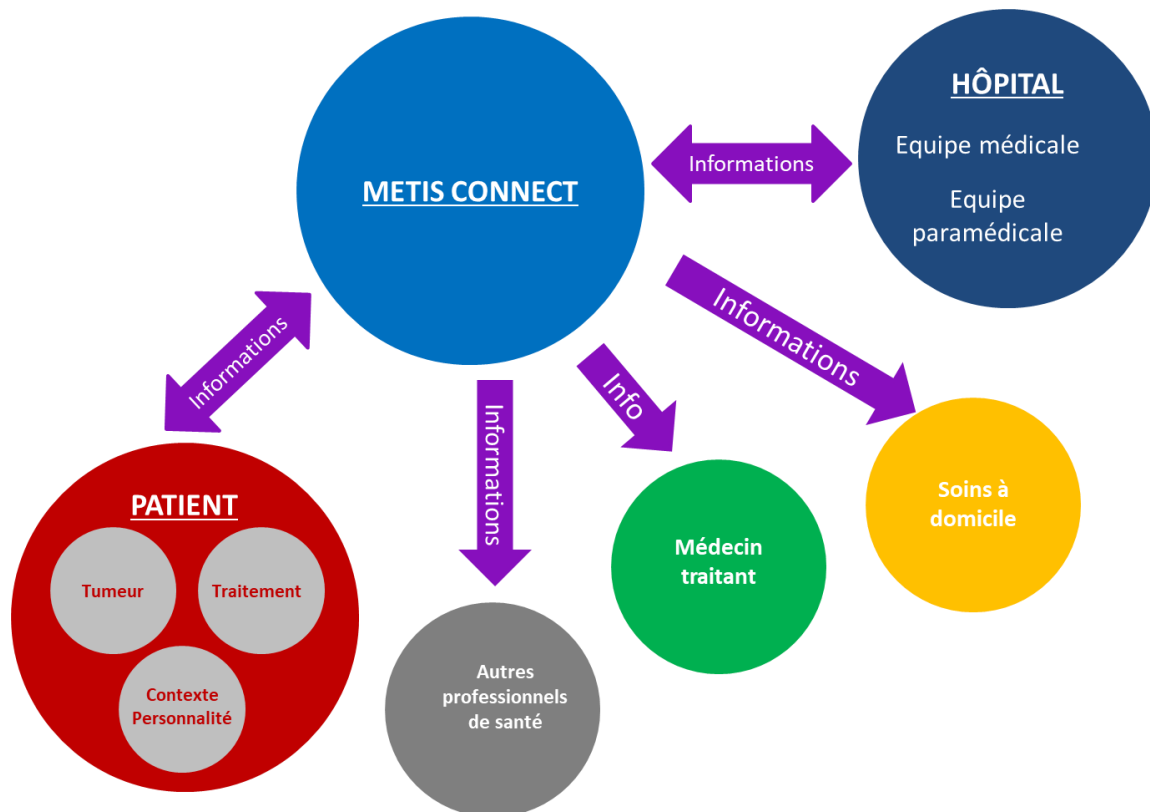 HÔPITAL
Equipe médicale
Equipe
paramédicale
Informations
METIS CONNECT
Informations
Informations
Info
Informations
PATIENT
Tumeur
Traitement
Contexte
Personnalité
Autres
professionnels
de santé
Médecin
traitant
Soins à
domicile